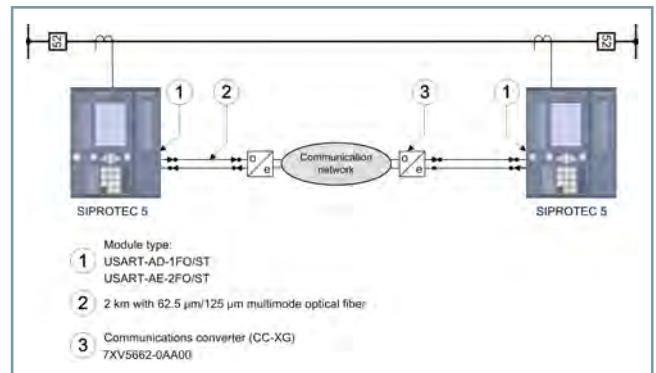 52
52
1
2
3
1
o
e
Communication
network
o
e
SIPROTEC 5
SIPROTEC 5
Module type:
1
USART-AD-1FO/ST
USART-AE-2FO/ST
2
2 km with 62.5 µm/125 µm multimode optical fiber
3
Communications converter (CC-XG)
7XV5662-0AA00